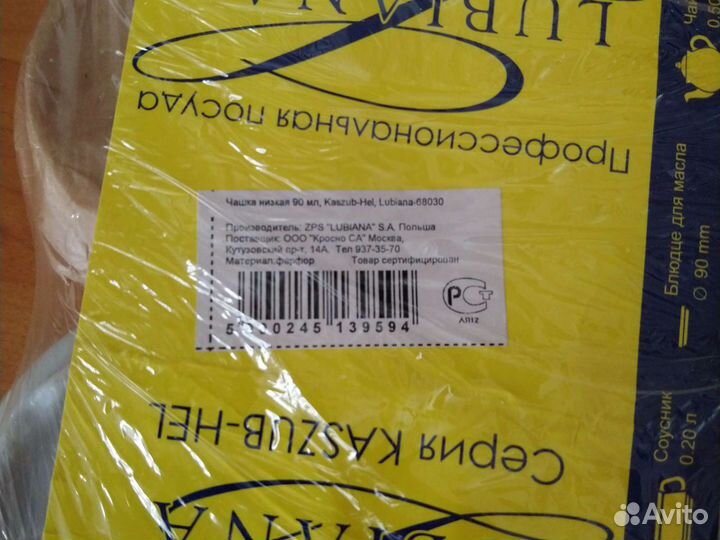 LUBIANA
Профессиональная посуда
Чашка низкая 90 мл, Kaszub-Hel, Lubiana-68030
Производитель: ZPS "LUBIANA" S.A. Польша
Поставщик: ООО "Кросно СА" Москва,
Кутузовский пр-т, 14А. Тел 937-35-70
Материал:фарфор Товар сертифицирован
139594
РСТ
АЯ12
Серия KASZUB-HEL
Блюдце для масла
∅ 90 mm
Соусник
0.20 л
Avito